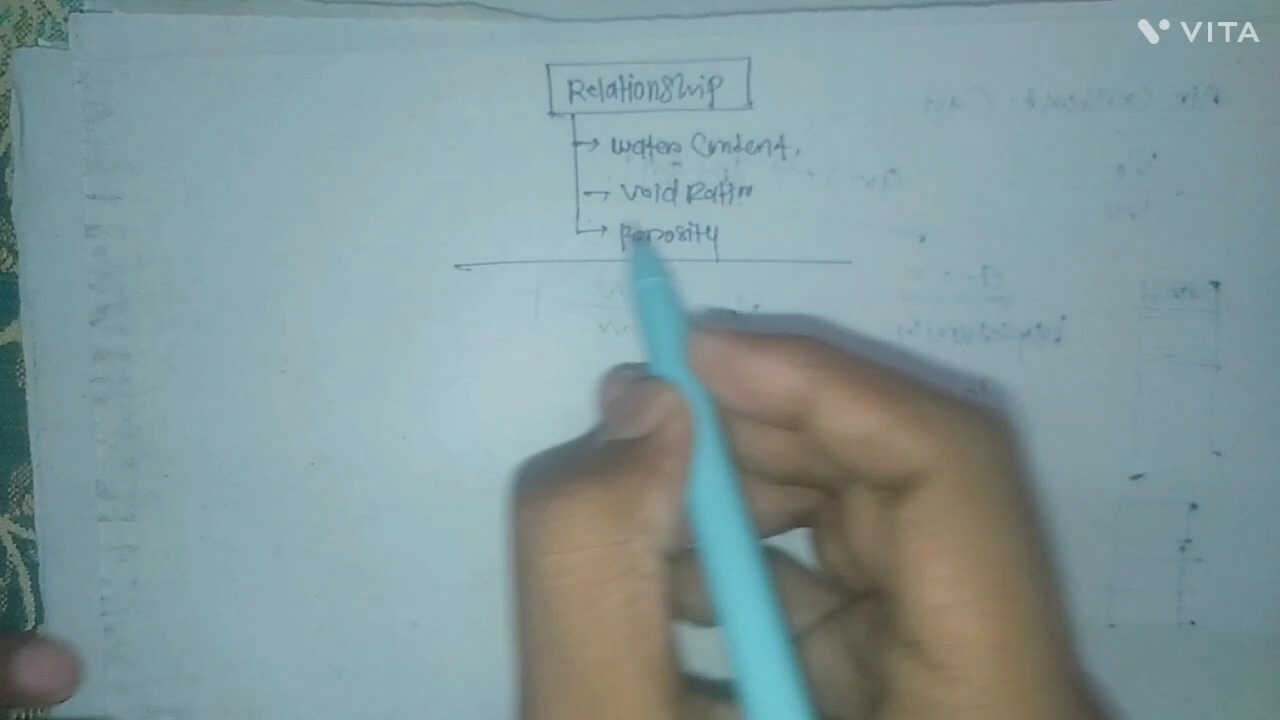 VITA
Relationship
→ water Content,
→ void Ratio
→ Porosity